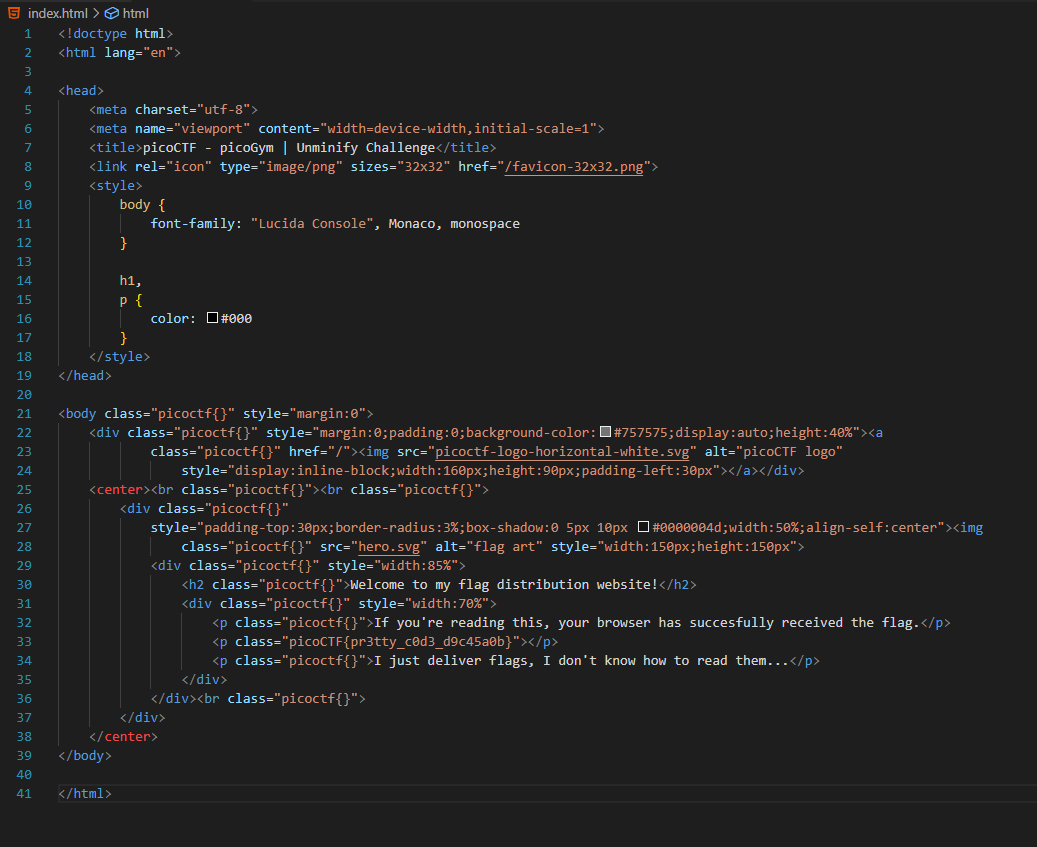 index.html > html
1 <!doctype html>
2 <html lang="en">
3
4 <head>
5     <meta charset="utf-8">
6     <meta name="viewport" content="width=device-width,initial-scale=1">
7     <title>picoCTF - picoGym | Unminify Challenge</title>
8     <link rel="icon" type="image/png" sizes="32x32" href="/favicon-32x32.png">
9     <style>
10         body {
11             font-family: "Lucida Console", Monaco, monospace
12         }
13
14         h1,
15         p {
16             color: #000
17         }
18     </style>
19 </head>
20
21 <body class="picoctf{}" style="margin:0">
22     <div class="picoctf{}" style="margin:0;padding:0;background-color:#757575;display:auto;height:40%"><a
23             class="picoctf{}" href="/"><img src="picoctf-logo-horizontal-white.svg" alt="picoCTF logo"
24                 style="display:inline-block;width:160px;height:90px;padding-left:30px"></a></div>
25     <center><br class="picoctf{}"><br class="picoctf{}">
26         <div class="picoctf{}"
27             style="padding-top:30px;border-radius:3%;box-shadow:0 5px 10px #0000004d;width:50%;align-self:center"><img
28                 class="picoctf{}" src="hero.svg" alt="flag art" style="width:150px;height:150px">
29             <div class="picoctf{}" style="width:85%">
30                 <h2 class="picoctf{}">Welcome to my flag distribution website!</h2>
31                 <div class="picoctf{}" style="width:70%">
32                     <p class="picoctf{}">If you're reading this, your browser has succesfully received the flag.</p>
33                     <p class="picoCTF{pr3tty_c0d3_d9c45a0b}"></p>
34                     <p class="picoctf{}">I just deliver flags, I don't know how to read them...</p>
35                 </div>
36             </div><br class="picoctf{}">
37         </div>
38     </center>
39 </body>
40
41 </html>